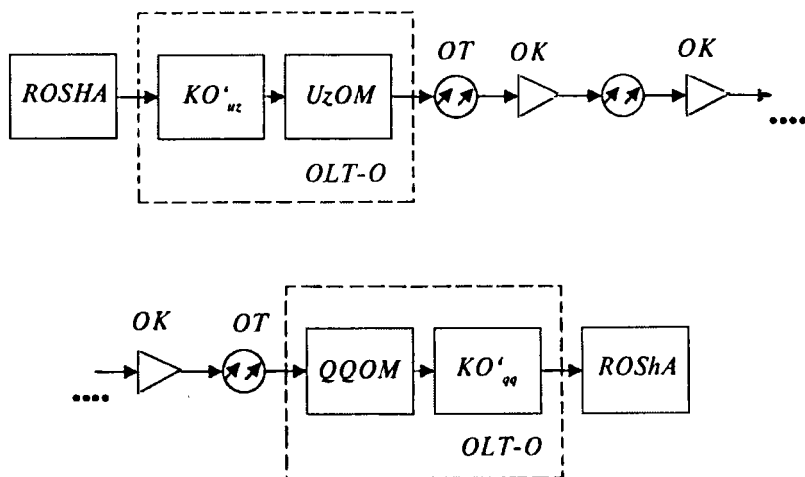 OT OK OK
ROSHA KO‘uz UzOM
OLT-O
....
OK OT
QQOM KO‘qq ROShA
....
OLT-O